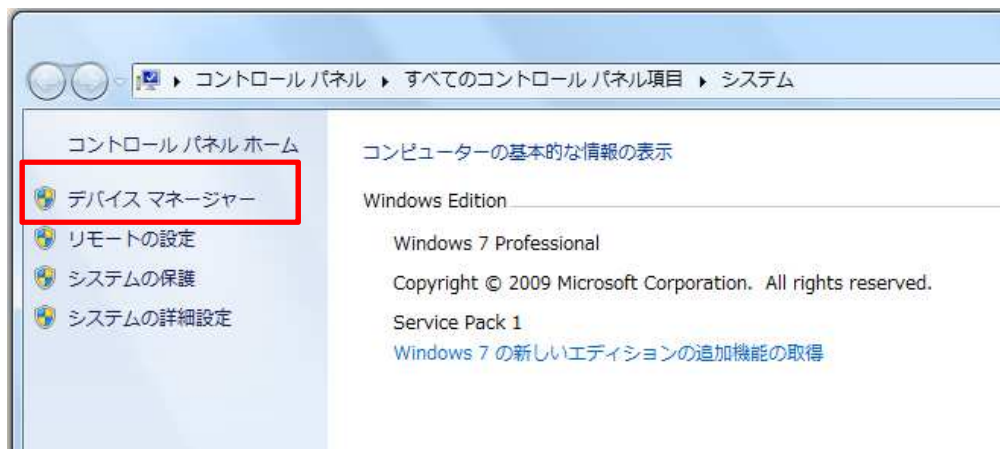 コントロール パネル ▸ すべてのコントロール パネル項目 ▸ システム
コントロール パネル ホーム
デバイス マネージャー
リモートの設定
システムの保護
システムの詳細設定
コンピューターの基本的な情報の表示
Windows Edition
Windows 7 Professional
Copyright © 2009 Microsoft Corporation. All rights reserved.
Service Pack 1
Windows 7 の新しいエディションの追加機能の取得